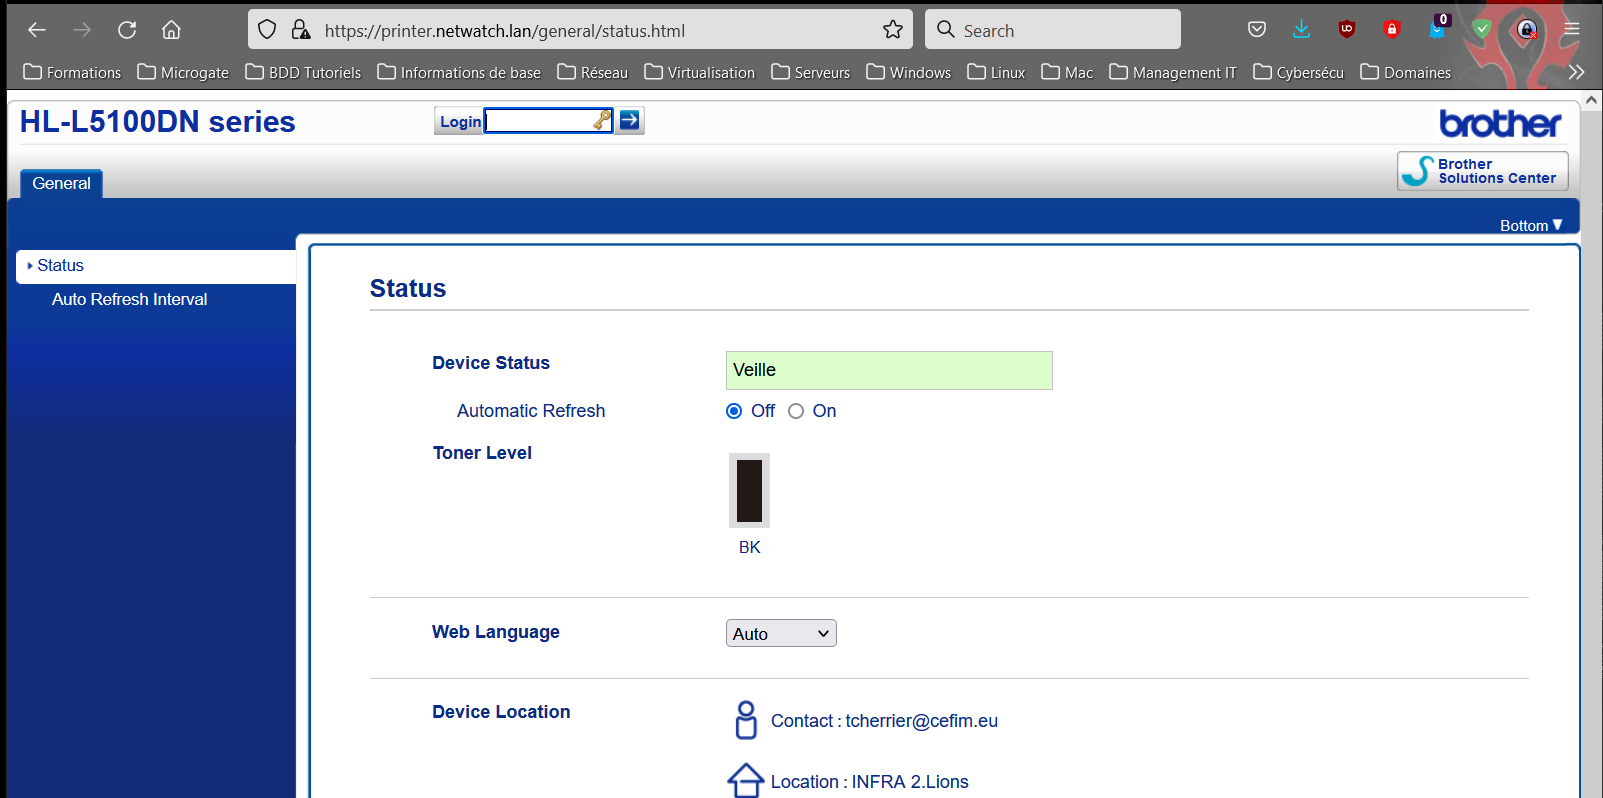 https://printer.netwatch.lan/general/status.html
Search
0
Formations
Microgate
BDD Tutoriels
Informations de base
Réseau
Virtualisation
Serveurs
Windows
Linux
Mac
Management IT
Cybersécu
Domaines
HL-L5100DN series
Login
brother
Brother
Solutions Center
General
Bottom▼
Status
Auto Refresh Interval
Status
Device Status
Veille
Automatic Refresh
Off
On
Toner Level
BK
Web Language
Auto
Device Location
Contact : tcherrier@cefim.eu
Location : INFRA 2.Lions